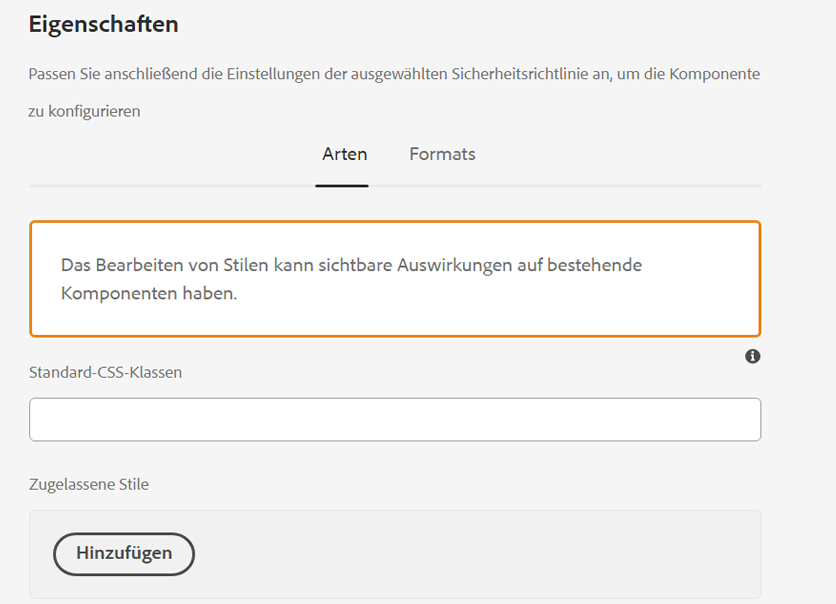 Eigenschaften
Passen Sie anschließend die Einstellungen der ausgewählten Sicherheitsrichtlinie an, um die Komponente
zu konfigurieren
Arten Formats
Das Bearbeiten von Stilen kann sichtbare Auswirkungen auf bestehende
Komponenten haben.
Standard-CSS-Klassen
Zugelassene Stile
Hinzufügen